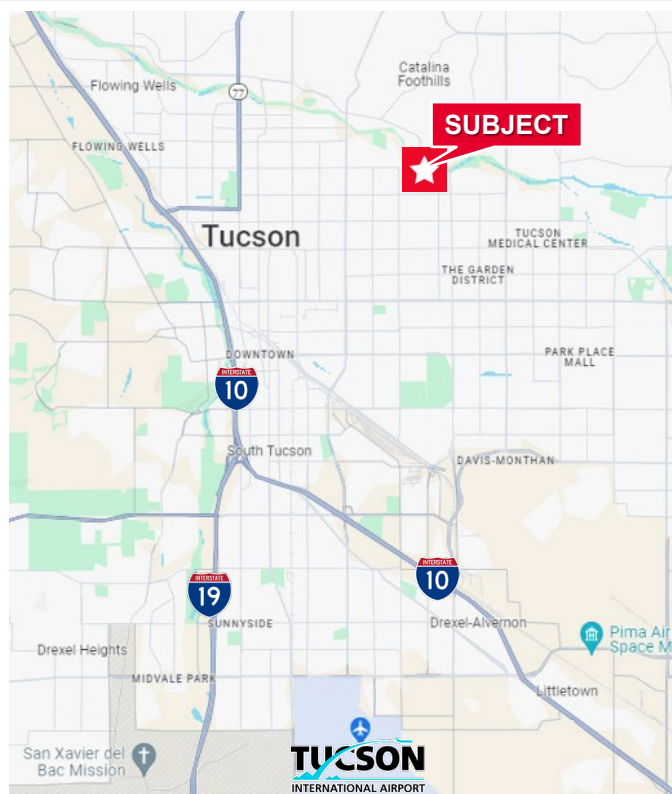 Catalina
Foothills
Flowing Wells
77
SUBJECT
FLOWING WELLS
Tucson
TUCSON
MEDICAL CENTER
THE GARDEN
DISTRICT
DOWNTOWN
PARK PLACE
MALL
INTERSTATE
10
South Tucson
DAVIS-MONTHAN
INTERSTATE
10
INTERSTATE
19
SUNNYSIDE
Drexel-Alvernon
Pima Air
Space M
Drexel Heights
MIDVALE PARK
Littletown
San Xavier del
Bac Mission
TUCSON
INTERNATIONAL AIRPORT